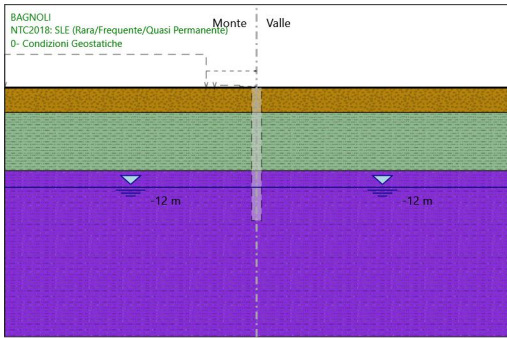 BAGNOLI
NTC2018: SLE (Rara/Frequente/Quasi Permanente)
0- Condizioni Geostatiche
Monte
Valle
-12 m
-12 m